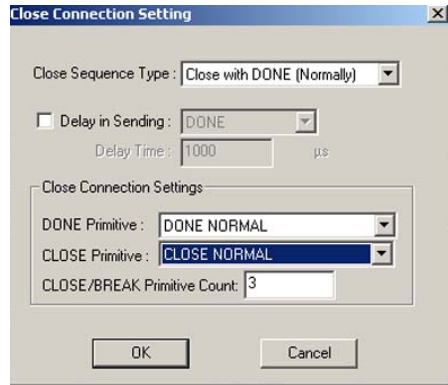 Close Connection Setting
Close Sequence Type : Close with DONE (Normally)
Delay in Sending : DONE
Delay Time : 1000 µs
Close Connection Settings
DONE Primitive : DONE NORMAL
CLOSE Primitive : CLOSE NORMAL
CLOSE/BREAK Primitive Count: 3
OK Cancel